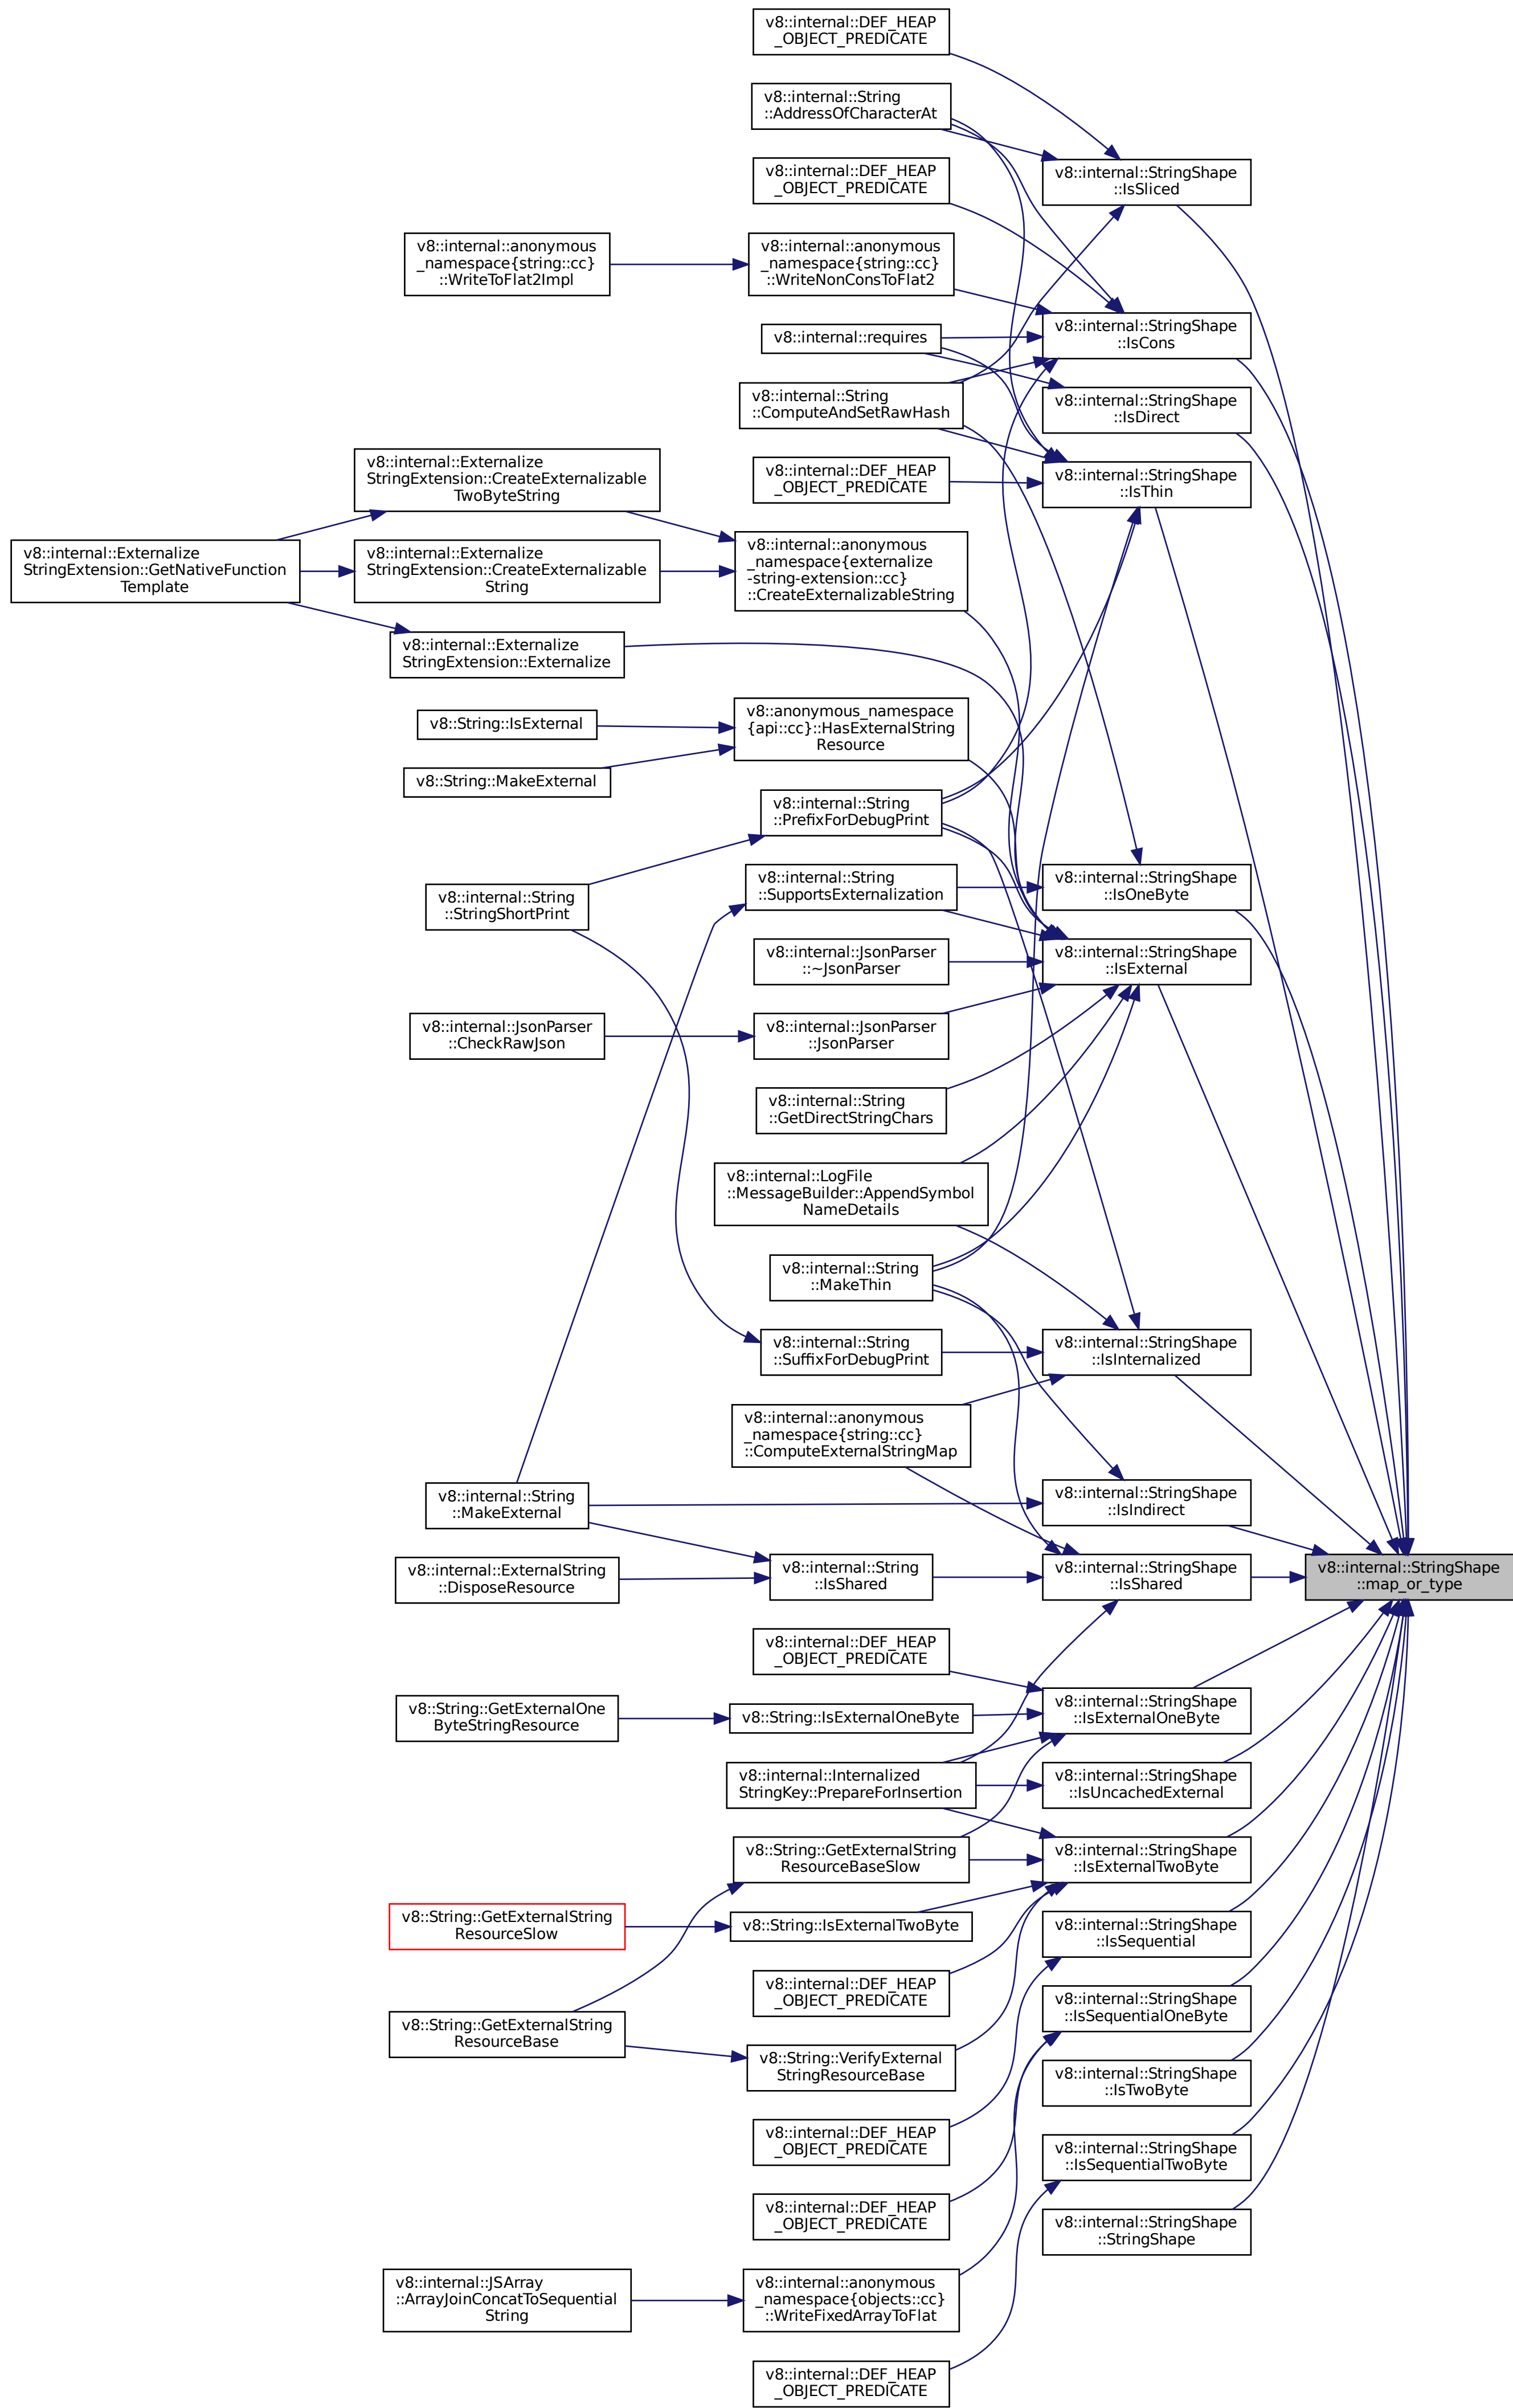 v8::internal::DEF_HEAP
_OBJECT_PREDICATE
v8::internal::String
::AddressOfCharacterAt
v8::internal::DEF_HEAP
_OBJECT_PREDICATE
v8::internal::StringShape
::IsSliced
v8::internal::anonymous
_namespace{string::cc}
::WriteToFlat2Impl
v8::internal::anonymous
_namespace{string::cc}
::WriteNonConsToFlat2
v8::internal::requires
v8::internal::StringShape
::IsCons
v8::internal::String
::ComputeAndSetRawHash
v8::internal::StringShape
::IsDirect
v8::internal::DEF_HEAP
_OBJECT_PREDICATE
v8::internal::StringShape
::IsThin
v8::internal::Externalize
StringExtension::CreateExternalizable
TwoByteString
v8::internal::Externalize
StringExtension::GetNativeFunction
Template
v8::internal::Externalize
StringExtension::CreateExternalizable
String
v8::internal::anonymous
_namespace{externalize
-string-extension::cc}
::CreateExternalizableString
v8::internal::Externalize
StringExtension::Externalize
v8::String::IsExternal
v8::anonymous_namespace
{api::cc}::HasExternalString
Resource
v8::String::MakeExternal
v8::internal::String
::PrefixForDebugPrint
v8::internal::String
::StringShortPrint
v8::internal::String
::SupportsExternalization
v8::internal::StringShape
::IsOneByte
v8::internal::JsonParser
::~JsonParser
v8::internal::StringShape
::IsExternal
v8::internal::JsonParser
::CheckRawJson
v8::internal::JsonParser
::JsonParser
v8::internal::String
::GetDirectStringChars
v8::internal::LogFile
::MessageBuilder::AppendSymbol
NameDetails
v8::internal::String
::MakeThin
v8::internal::String
::SuffixForDebugPrint
v8::internal::StringShape
::IsInternalized
v8::internal::anonymous
_namespace{string::cc}
::ComputeExternalStringMap
v8::internal::String
::MakeExternal
v8::internal::StringShape
::IsIndirect
v8::internal::ExternalString
::DisposeResource
v8::internal::String
::IsShared
v8::internal::StringShape
::IsShared
v8::internal::StringShape
::map_or_type
v8::internal::DEF_HEAP
_OBJECT_PREDICATE
v8::String::GetExternalOne
ByteStringResource
v8::String::IsExternalOneByte
v8::internal::StringShape
::IsExternalOneByte
v8::internal::Internalized
StringKey::PrepareForInsertion
v8::internal::StringShape
::IsUncachedExternal
v8::String::GetExternalString
ResourceBaseSlow
v8::internal::StringShape
::IsExternalTwoByte
v8::String::GetExternalString
ResourceSlow
v8::String::IsExternalTwoByte
v8::internal::StringShape
::IsSequential
v8::internal::DEF_HEAP
_OBJECT_PREDICATE
v8::String::GetExternalString
ResourceBase
v8::String::VerifyExternal
StringResourceBase
v8::internal::StringShape
::IsSequentialOneByte
v8::internal::StringShape
::IsTwoByte
v8::internal::DEF_HEAP
_OBJECT_PREDICATE
v8::internal::StringShape
::IsSequentialTwoByte
v8::internal::DEF_HEAP
_OBJECT_PREDICATE
v8::internal::StringShape
::StringShape
v8::internal::JSArray
::ArrayJoinConcatToSequential
String
v8::internal::anonymous
_namespace{objects::cc}
::WriteFixedArrayToFlat
v8::internal::DEF_HEAP
_OBJECT_PREDICATE